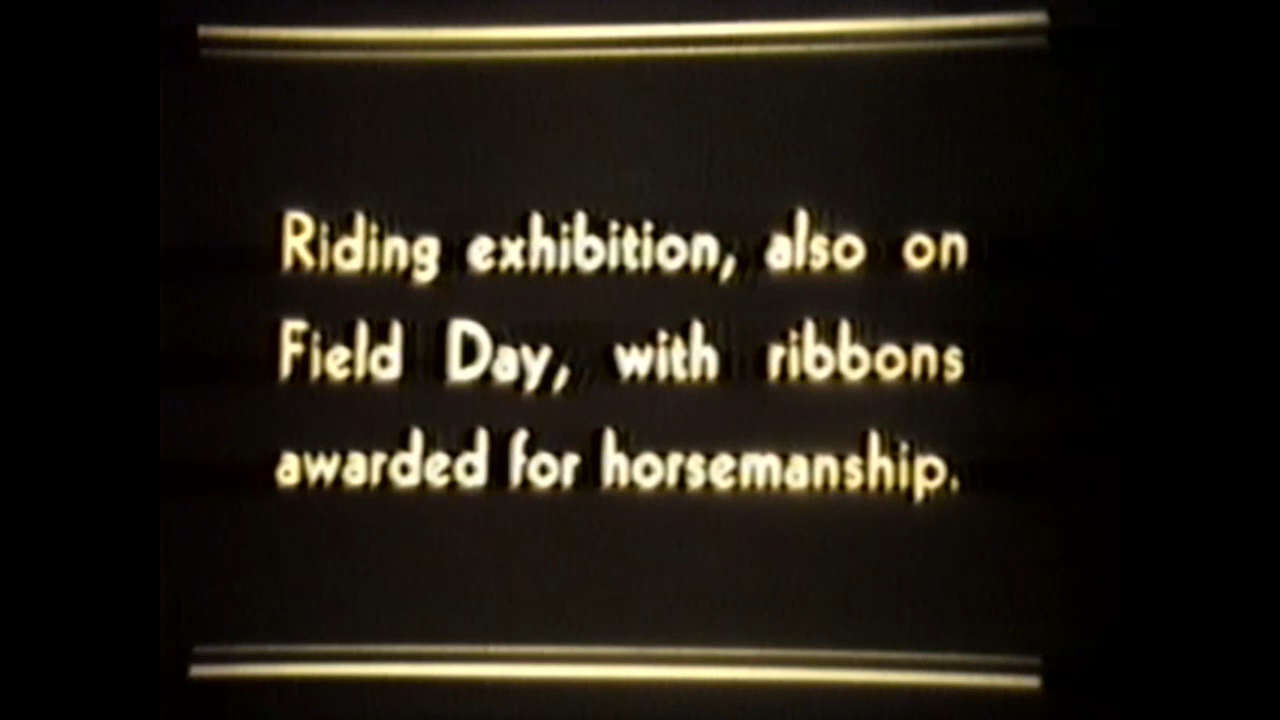 Riding exhibition, also on
Field Day, with ribbons
awarded for horsemanship.